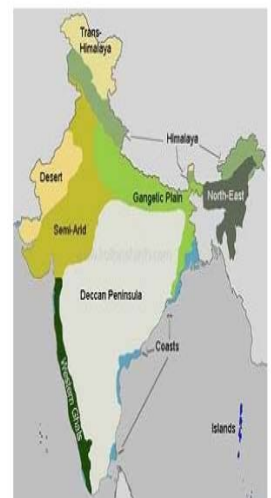 Trans-
Himalaya
Himalaya
Desert
Gangetic Plain
North-East
Semi-Arid
Deccan Peninsula
Coasts
Western Ghats
Islands